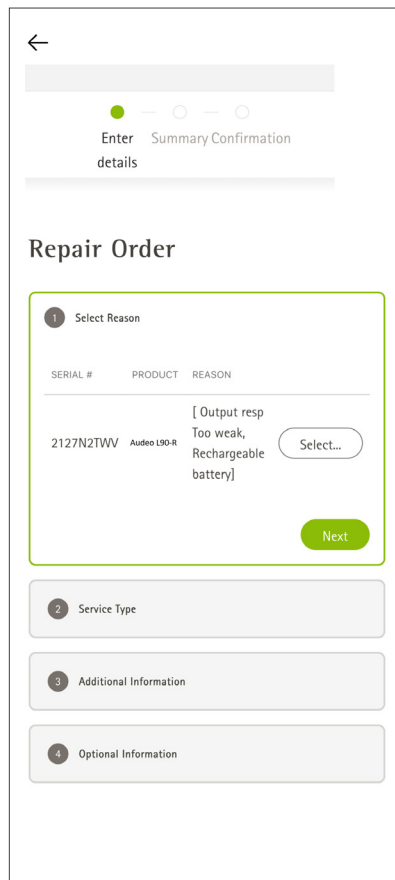 Enter Summary Confirmation
details
Repair Order
1 Select Reason
SERIAL # PRODUCT REASON
[ Output resp
Too weak,
2127N2TWV Audeo L90-R Rechargeable Select...
battery]
Next
2 Service Type
3 Additional Information
4 Optional Information